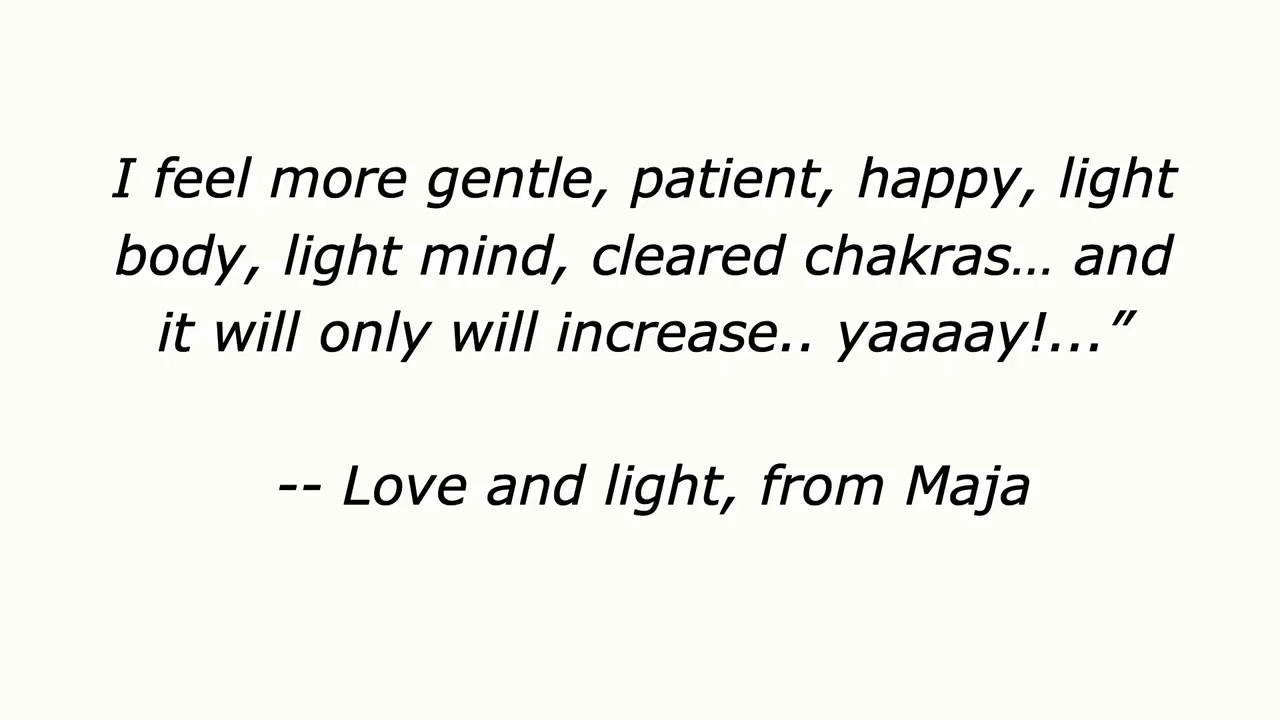 I feel more gentle, patient, happy, light
body, light mind, cleared chakras… and
it will only will increase.. yaaaay!...”
-- Love and light, from Maja